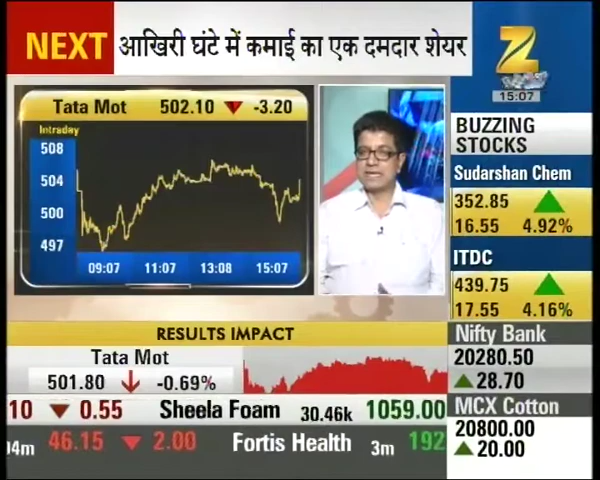 NEXT
आखिरी घंटे में कमाई का एक दमदार शेयर
Z
15:07
Tata Mot 502.10 -3.20
Intraday
508
504
500
497
09:07 11:07 13:08 15:07
BUZZING
STOCKS
Sudarshan Chem
352.85
16.55 4.92%
ITDC
439.75
17.55 4.16%
RESULTS IMPACT
Tata Mot
501.80 -0.69%
Nifty Bank
20280.50
28.70
MCX Cotton
20800.00
20.00
10 0.55 Sheela Foam 30.46k 1059.00
04m 46.15 2.00 Fortis Health 3m 192